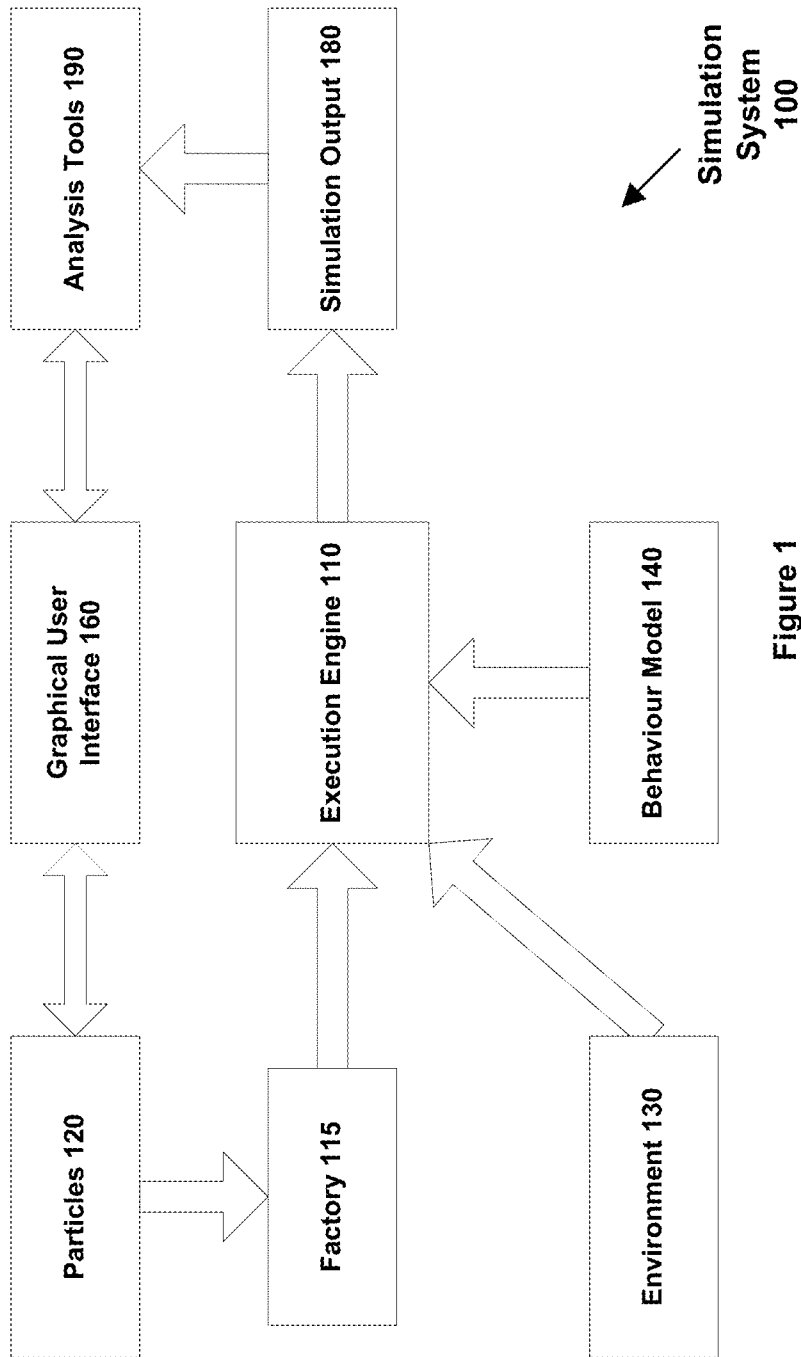 Particles 120
Graphical User
Interface 160
Analysis Tools 190
Factory 115
Execution Engine 110
Simulation Output 180
Environment 130
Behaviour Model 140
Simulation
System
100
Figure 1